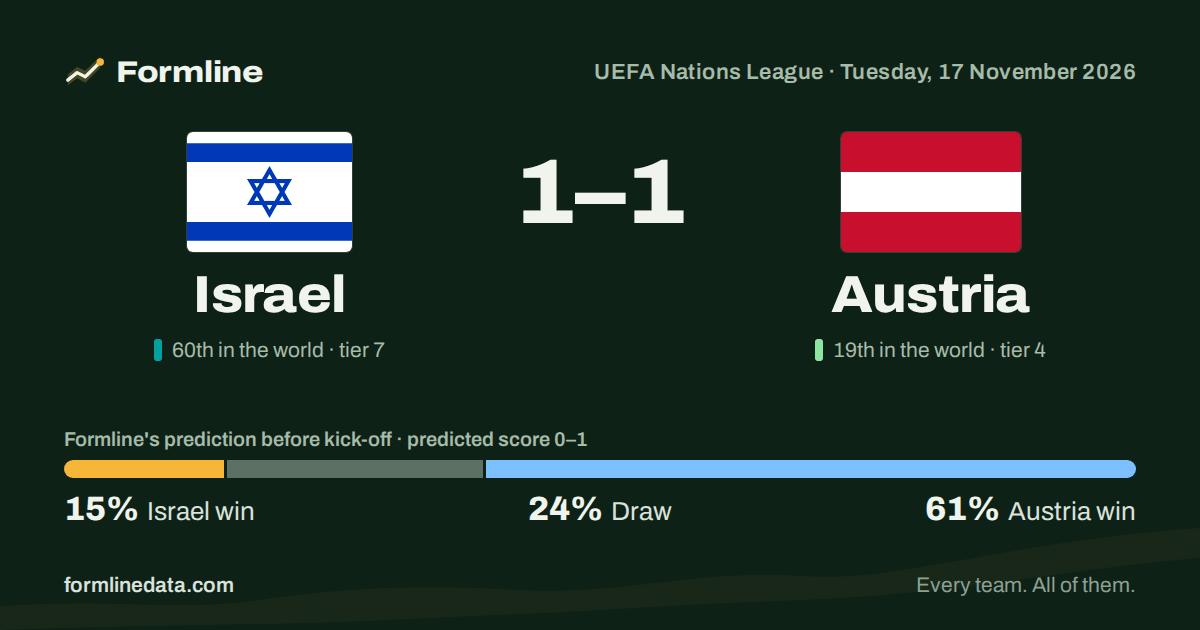 Formline
UEFA Nations League · Tuesday, 17 November 2026
1–1
Israel
Austria
60th in the world · tier 7
19th in the world · tier 4
Formline's prediction before kick-off · predicted score 0–1
15% Israel win
24% Draw
61% Austria win
formlinedata.com
Every team. All of them.